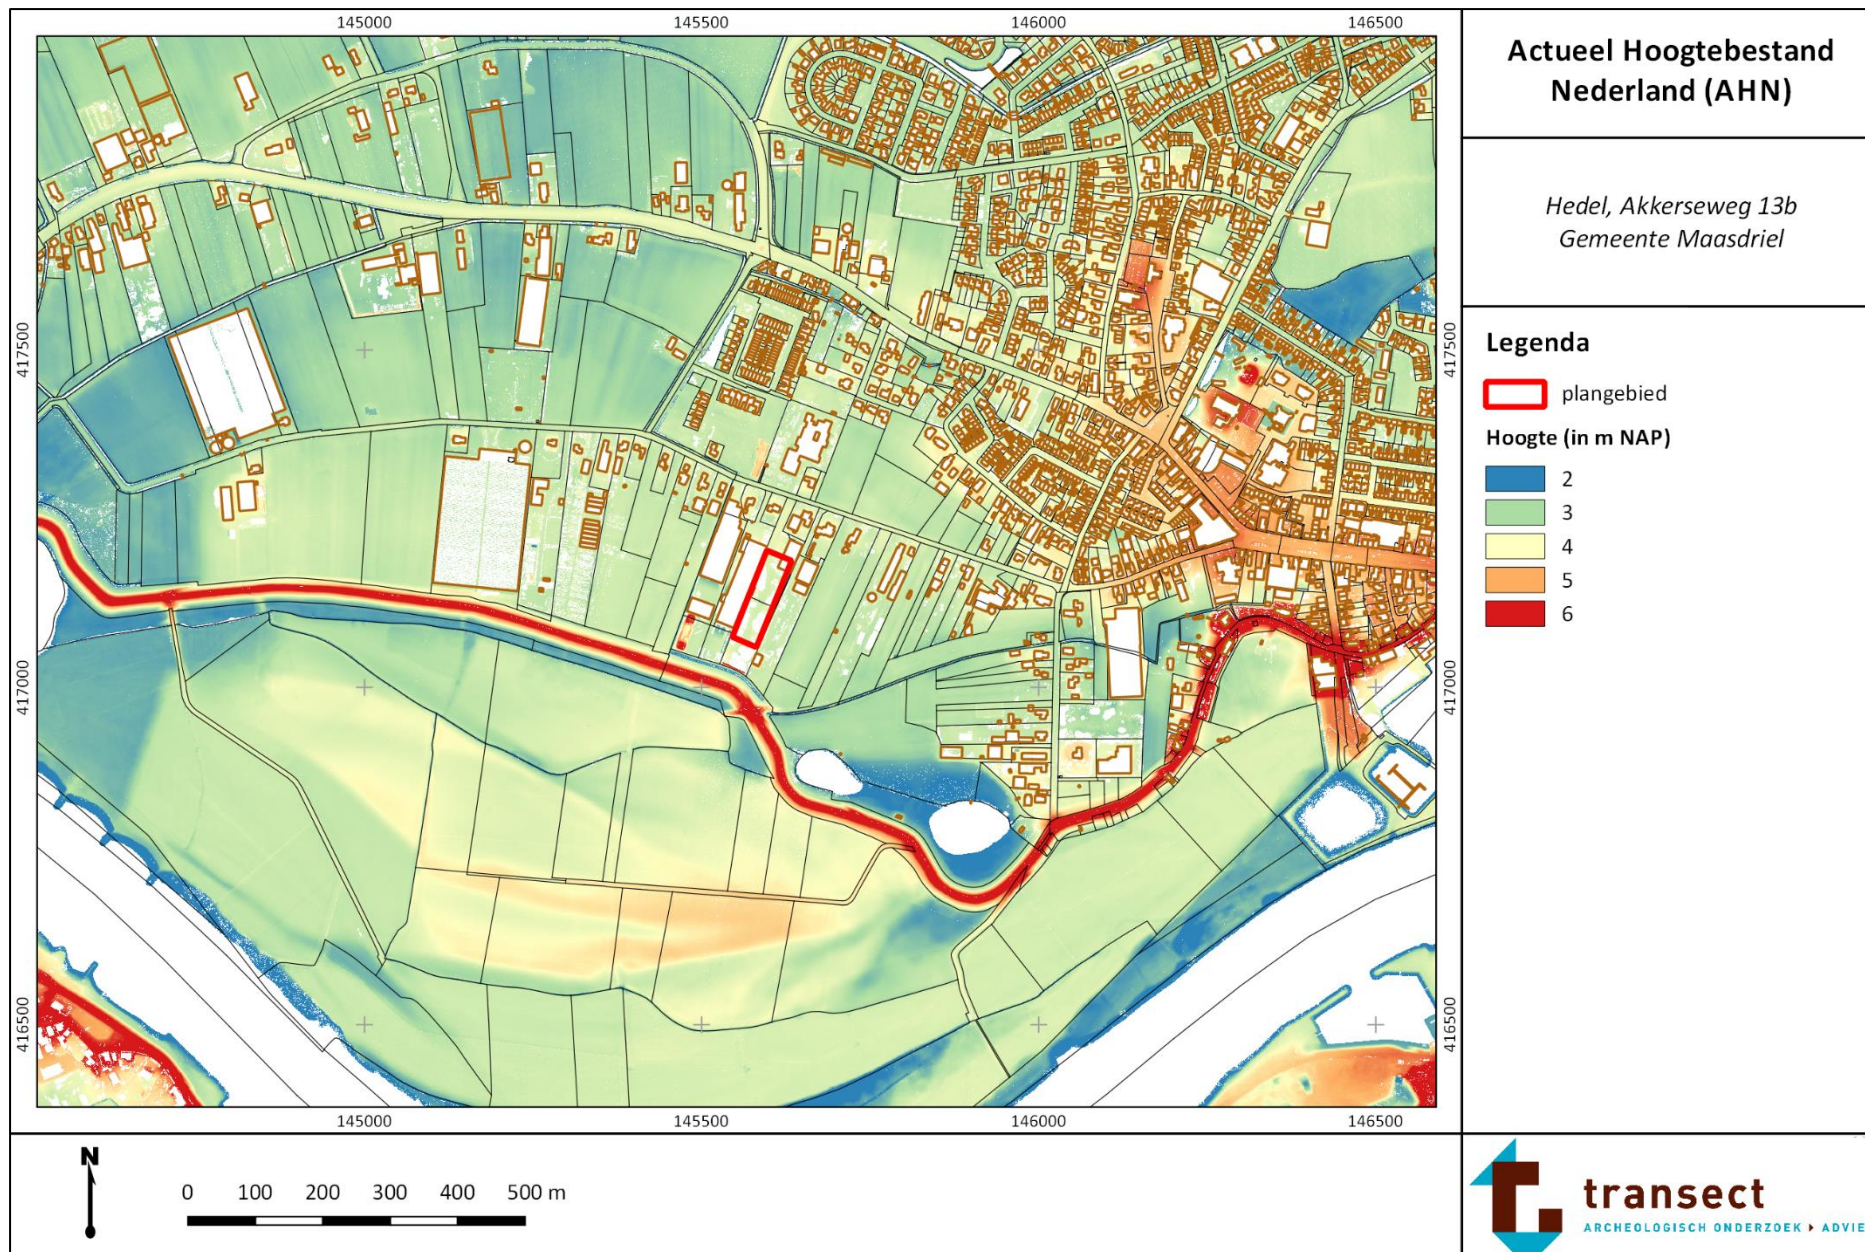 145000 145500 146000 146500
Actueel Hoogtebestand
Nederland (AHN)
Hedel, Akkerseweg 13b
Gemeente Maasdriel
417500
417000
416500
417500
417000
416500
Legenda
plangebied
Hoogte (in m NAP)
2
3
4
5
6
145000 145500 146000 146500
N
0 100 200 300 400 500 m
transect
ARCHEOLOGISCH ONDERZOEK ADVIE